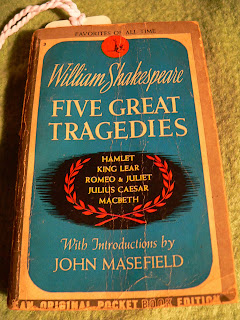 FAVORITES OF ALL TIME
William Shakespeare
FIVE GREAT
TRAGEDIES
HAMLET
KING LEAR
ROMEO & JULIET
JULIUS CAESAR
MACBETH
With Introductions by
JOHN MASEFIELD
AN ORIGINAL POCKET BOOK EDITION